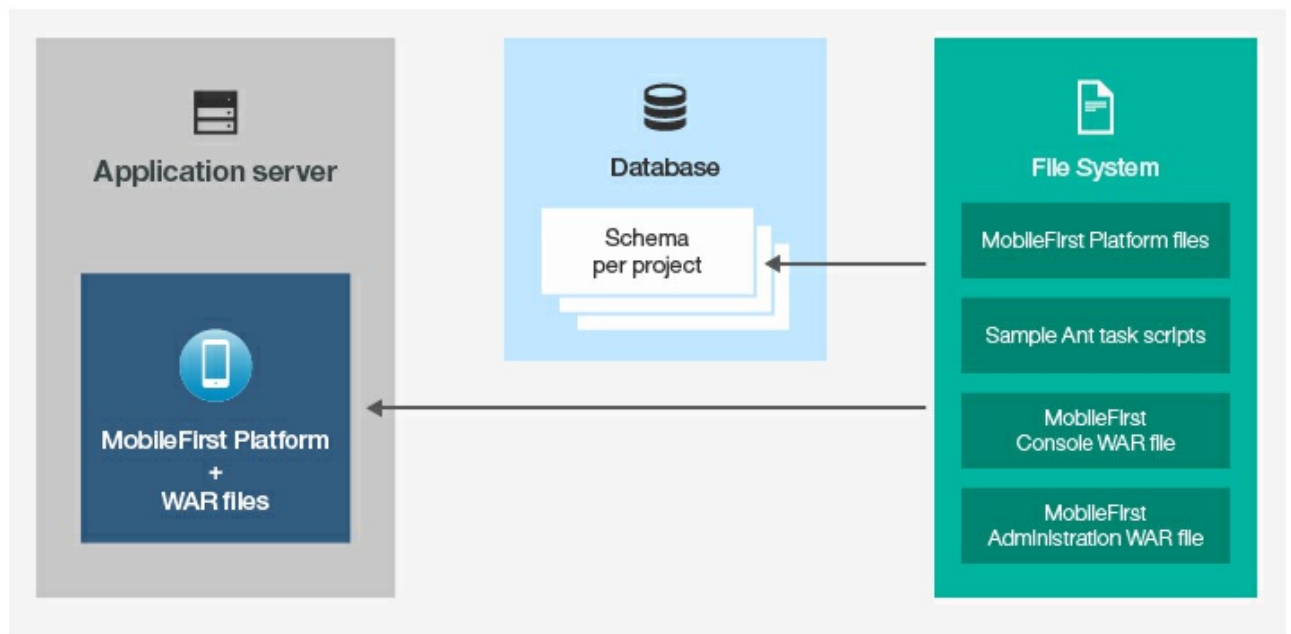 Application server
MobileFirst Platform
+
WAR files
Database
Schema
per project
File System
MobileFirst Platform files
Sample Ant task scripts
MobileFirst
Console WAR file
MobileFirst
Administration WAR file